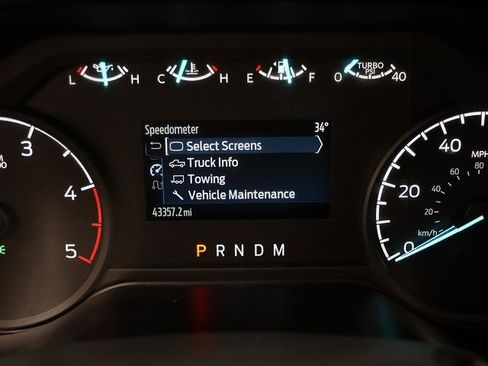 L H C H E F 0 TURBO PSI 40
Speedometer 34°
Select Screens
Truck Info
Towing
Vehicle Maintenance
43357.2 mi
P R N D M
3
4
5
40
20
0
MPH
80
60
40
20
km/h